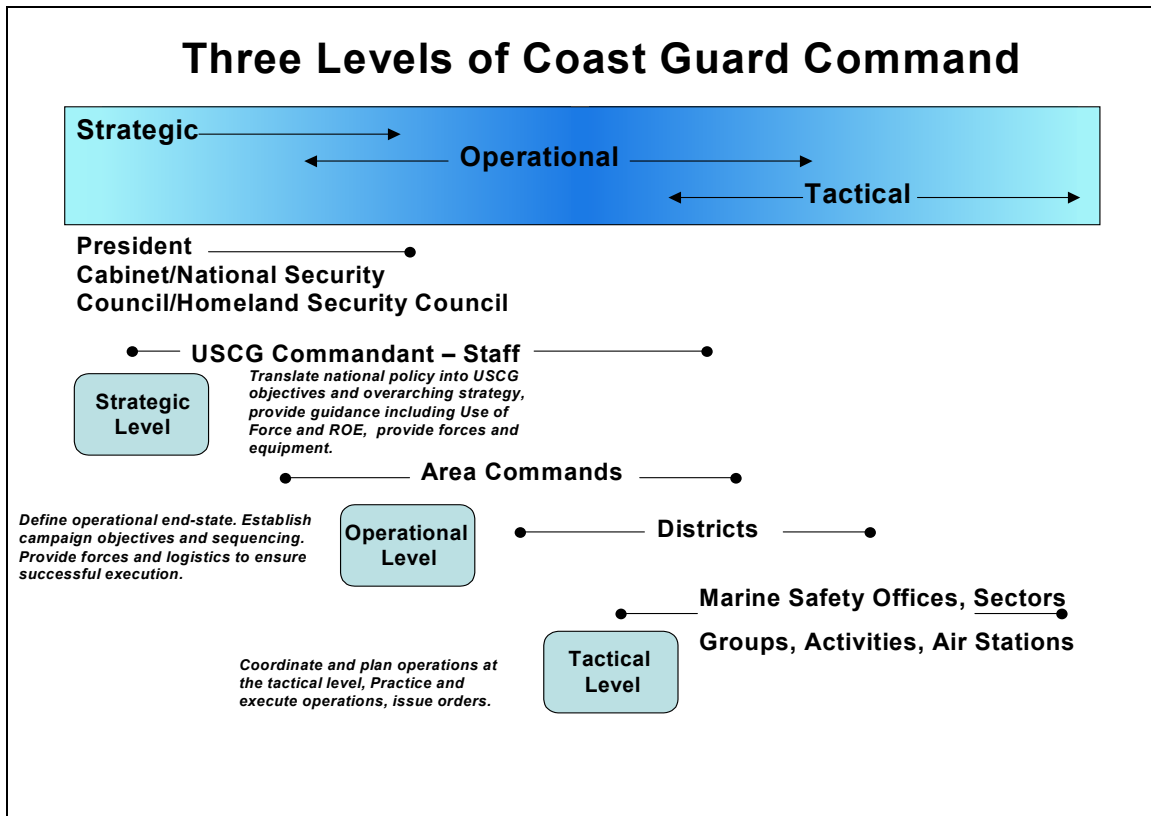 Three Levels of Coast Guard Command
Strategic
Operational
Tactical
President
Cabinet/National Security
Council/Homeland Security Council
USCG Commandant – Staff
Strategic
Level
Translate national policy into USCG
objectives and overarching strategy,
provide guidance including Use of
Force and ROE, provide forces and
equipment.
Area Commands
Define operational end-state. Establish
campaign objectives and sequencing.
Provide forces and logistics to ensure
successful execution.
Operational
Level
Districts
Marine Safety Offices, Sectors
Groups, Activities, Air Stations
Coordinate and plan operations at
the tactical level, Practice and
execute operations, issue orders.
Tactical
Level